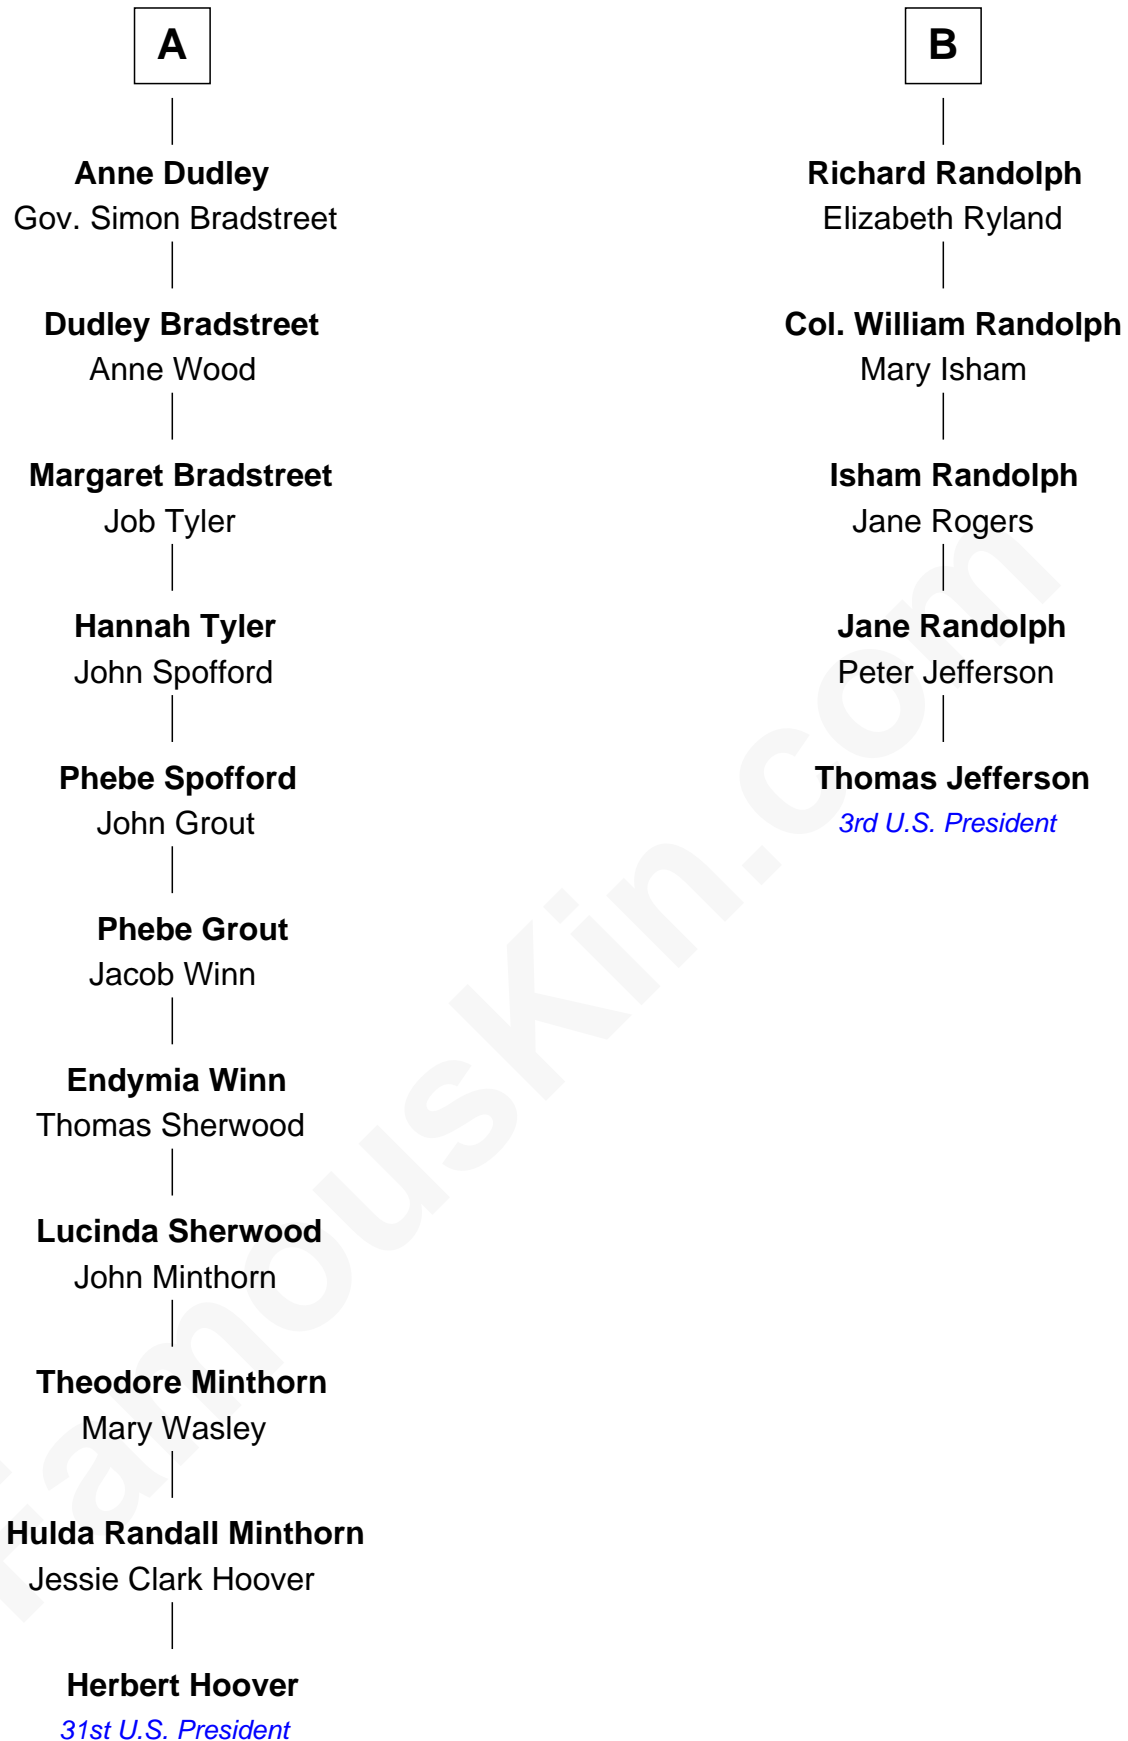 A
Anne Dudley
Gov. Simon Bradstreet
Dudley Bradstreet
Anne Wood
Margaret Bradstreet
Job Tyler
Hannah Tyler
John Spofford
Phebe Spofford
John Grout
Phebe Grout
Jacob Winn
Endymia Winn
Thomas Sherwood
Lucinda Sherwood
John Minthorn
Theodore Minthorn
Mary Wasley
Hulda Randall Minthorn
Jessie Clark Hoover
Herbert Hoover
31st U.S. President
B
Richard Randolph
Elizabeth Ryland
Col. William Randolph
Mary Isham
Isham Randolph
Jane Rogers
Jane Randolph
Peter Jefferson
Thomas Jefferson
3rd U.S. President
famouskin.com